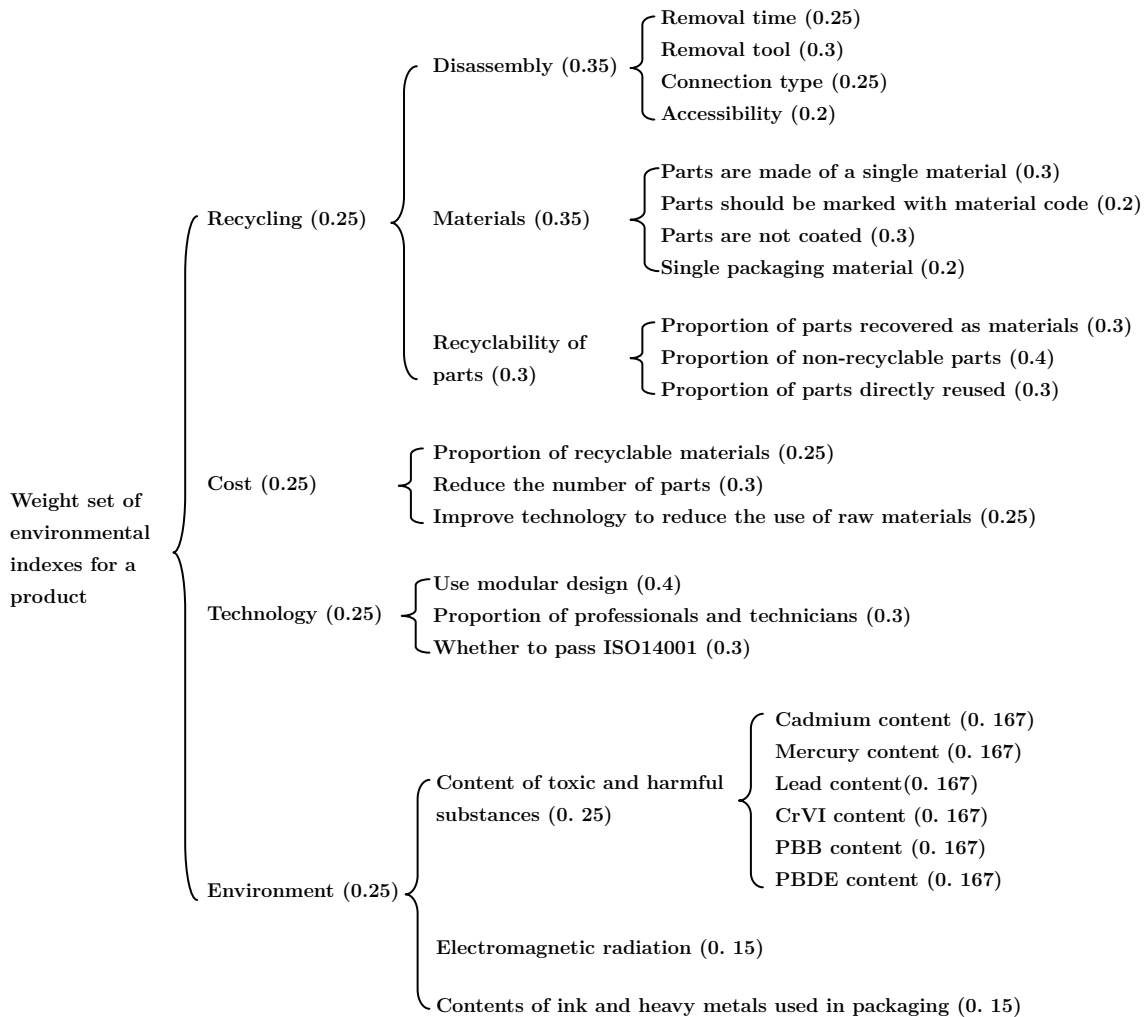 Removal time (0.25)
Removal tool (0.3)
Disassembly (0.35)
Connection type (0.25)
Accessibility (0.2)
Parts are made of a single material (0.3)
Parts should be marked with material code (0.2)
Recycling (0.25)
Materials (0.35)
Parts are not coated (0.3)
Single packaging material (0.2)
Proportion of parts recovered as materials (0.3)
Recyclability of
parts (0.3)
Proportion of non-recyclable parts (0.4)
Proportion of parts directly reused (0.3)
Proportion of recyclable materials (0.25)
Cost (0.25)
Reduce the number of parts (0.3)
Improve technology to reduce the use of raw materials (0.25)
Weight set of
environmental
indexes for a
product
Use modular design (0.4)
Technology (0.25)
Proportion of professionals and technicians (0.3)
Whether to pass ISO14001 (0.3)
Cadmium content (0. 167)
Mercury content (0. 167)
Content of toxic and harmful
substances (0. 25)
Lead content(0. 167)
CrVI content (0. 167)
PBB content (0. 167)
PBDE content (0. 167)
Environment (0.25)
Electromagnetic radiation (0. 15)
Contents of ink and heavy metals used in packaging (0. 15)